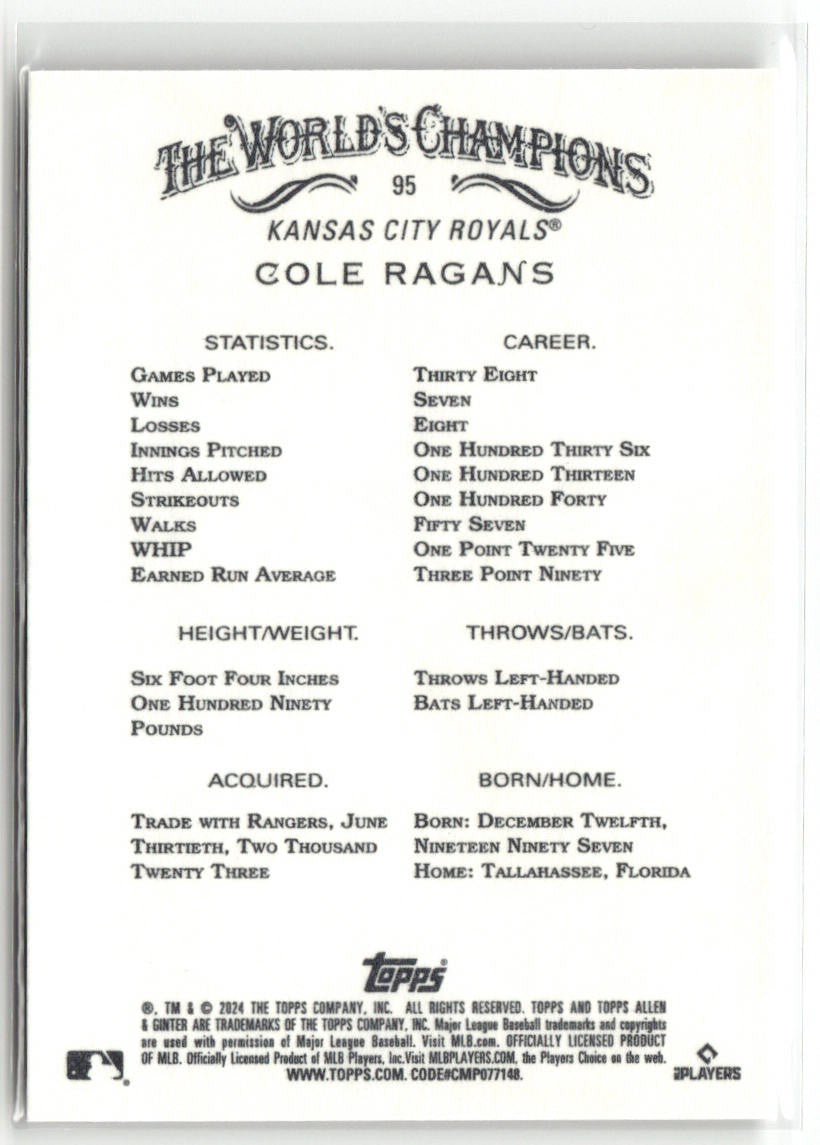 THE WORLD'S CHAMPIONS
95
KANSAS CITY ROYALS®
COLE RAGANS
STATISTICS. CAREER.
GAMES PLAYED THIRTY EIGHT
WINS SEVEN
LOSSES EIGHT
INNINGS PITCHED ONE HUNDRED THIRTY SIX
HITS ALLOWED ONE HUNDRED THIRTEEN
STRIKEOUTS ONE HUNDRED FORTY
WALKS FIFTY SEVEN
WHIP ONE POINT TWENTY FIVE
EARNED RUN AVERAGE THREE POINT NINETY
HEIGHT/WEIGHT.
SIX FOOT FOUR INCHES
ONE HUNDRED NINETY
POUNDS
THROWS/BATS.
THROWS LEFT-HANDED
BATS LEFT-HANDED
ACQUIRED.
TRADE WITH RANGERS, JUNE
THIRTIETH, TWO THOUSAND
TWENTY THREE
BORN/HOME.
BORN: DECEMBER TWELFTH,
NINETEEN NINETY SEVEN
HOME: TALLAHASSEE, FLORIDA
topps®
®, TM & © 2024 THE TOPPS COMPANY, INC. ALL RIGHTS RESERVED. TOPPS AND TOPPS ALLEN
& GINTER ARE TRADEMARKS OF THE TOPPS COMPANY, INC. Major League Baseball trademarks and copyrights
are used with permission of Major League Baseball. Visit MLB.com. OFFICIALLY LICENSED PRODUCT
OF MLB. Officially Licensed Product of MLB Players, Inc.Visit MLBPLAYERS.COM, the Players Choice on the web.
WWW.TOPPS.COM. CODE#CMP077148.
PLAYERS